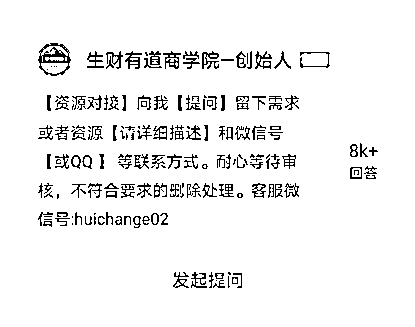 生财有道商学院—创始人
【资源对接】向我【提问】留下需求
或者资源【请详细描述】和微信号
【或QQ】等联系方式。耐心等待审
核，不符合要求的删除处理。客服微
信号:huichange02
8k+
回答
发起提问